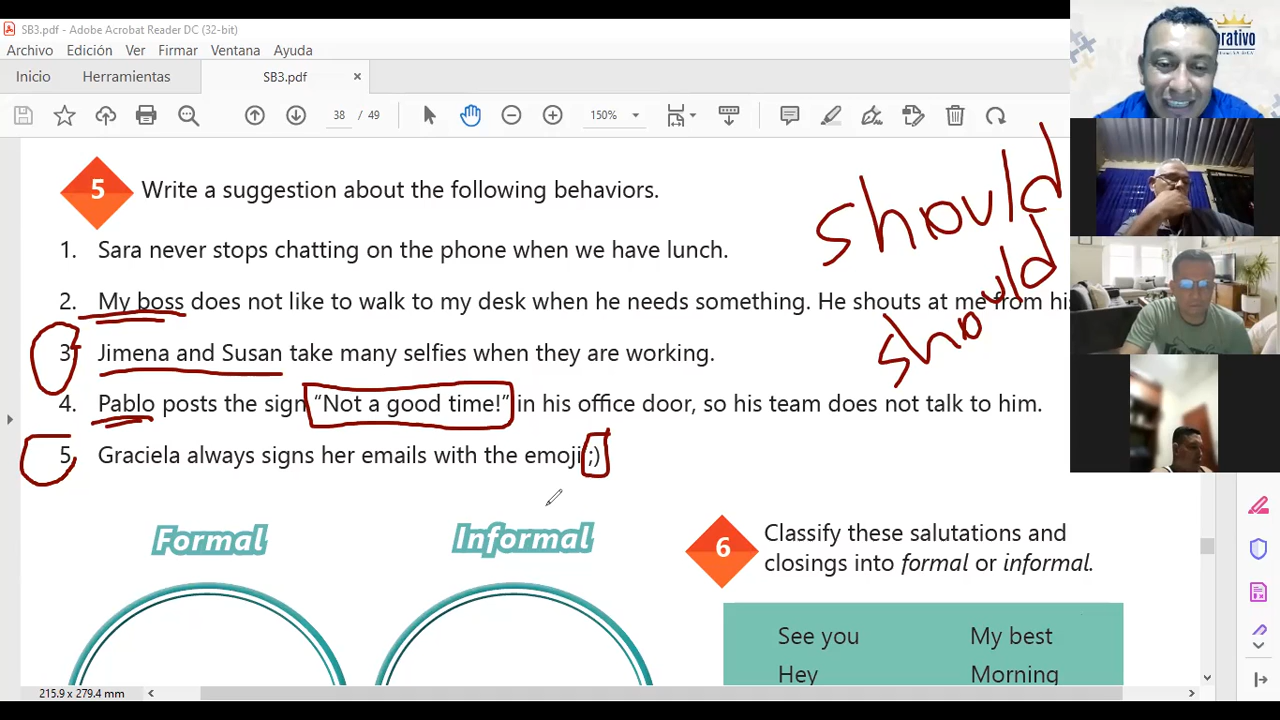 SB3.pdf - Adobe Acrobat Reader DC (32-bit)
Archivo Edición Ver Firmar Ventana Ayuda
Inicio Herramientas SB3.pdf ×
38 / 49 150%
5 Write a suggestion about the following behaviors.
1. Sara never stops chatting on the phone when we have lunch.
2. My boss does not like to walk to my desk when he needs something. He shouts at me from his
3. Jimena and Susan take many selfies when they are working.
4. Pablo posts the sign “Not a good time!” in his office door, so his team does not talk to him.
5. Graciela always signs her emails with the emoji ;)
should
should
Formal Informal
6 Classify these salutations and
closings into formal or informal.
See you My best
Hey Morning
215.9 x 279.4 mm